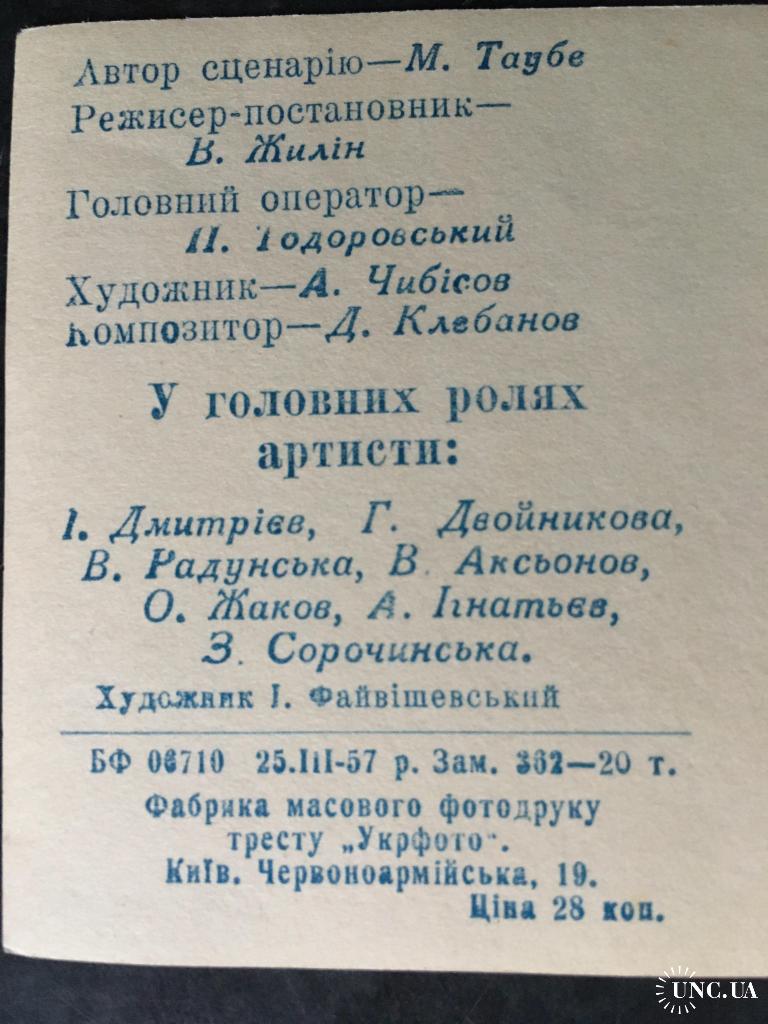 Автор сценарію—М. Таубе
Режисер-постановник—
В. Жилін
Головний оператор—
П. Тодоровський
Художник—А. Чибісов
Композитор—Д. Клебанов
У головних ролях
артисти:
І. Дмитрієв, Г. Двойникова,
В. Радунська, В. Аксьонов,
О. Жаков, А. Ігнатьєв,
З. Сорочинська.
Художник І. Файвішевський
БФ 06710 25.III-57 р. Зам. 362—20 т.
Фабрика масового фотодруку
тресту „Укрфото".
Київ. Червоноармійська, 19.
Ціна 28 коп.
UNC.UA